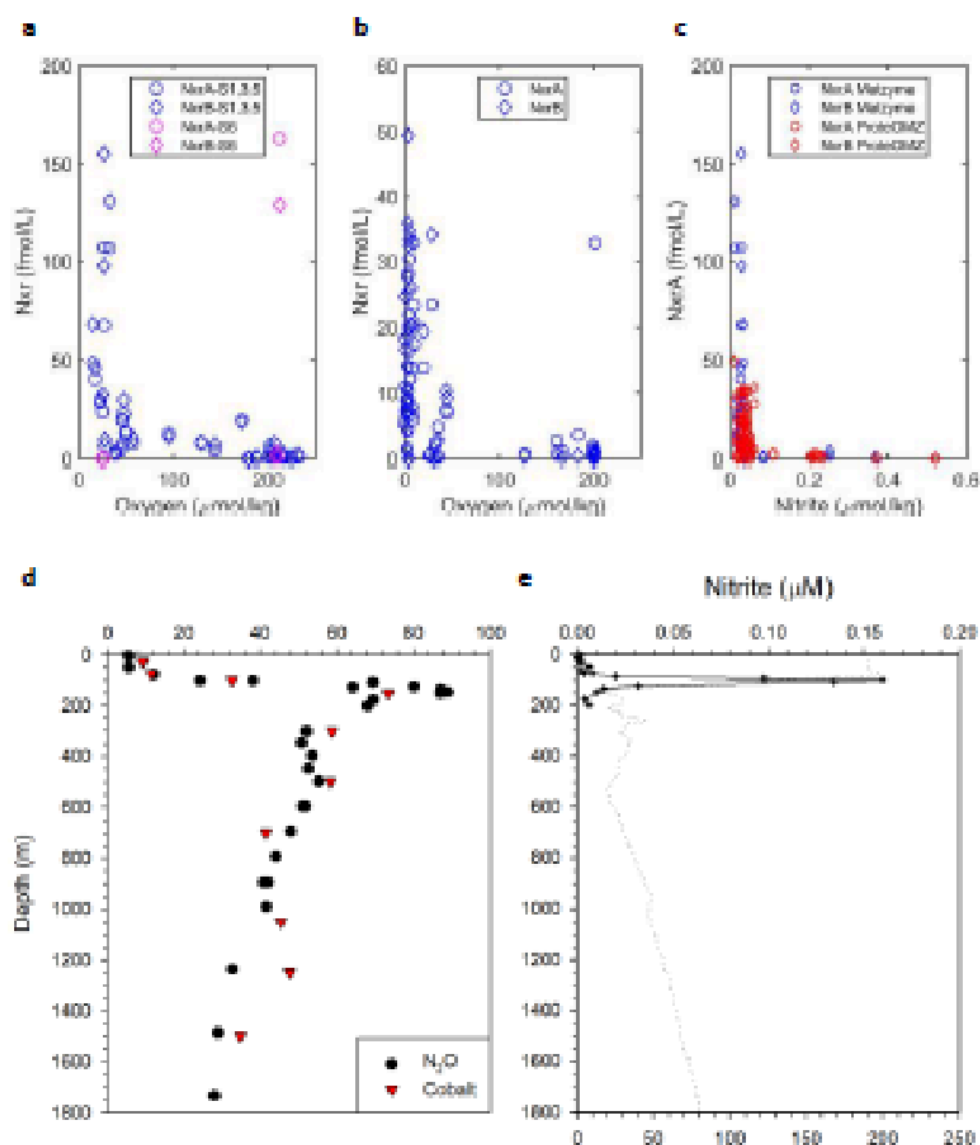 a
b
c
200
150
100
50
0
Nxr (fmol/L)
NxrA-S1,3,5
NxrB-S1,3,5
NxrA-S6
NxrB-S6
0 100 200
Oxygen (μmol/kg)
60
50
40
30
20
10
0
Nxr (fmol/L)
NxrA
NxrB
0 100 200
Oxygen (μmol/kg)
200
150
100
50
0
NxrA (fmol/L)
NxrA Metzyme
NxrB Metzyme
NxrA ProteOMZ
NxrB ProteOMZ
0 0.2 0.4 0.6
Nitrite (μmol/kg)
d
e
0 20 40 60 80 100
0
200
400
600
800
1000
1200
1400
1600
1800
Depth (m)
N2O
Cobalt
Nitrite (μM)
0.00 0.05 0.10 0.15 0.20
0
200
400
600
800
1000
1200
1400
1600
1800
0 50 100 150 200 250